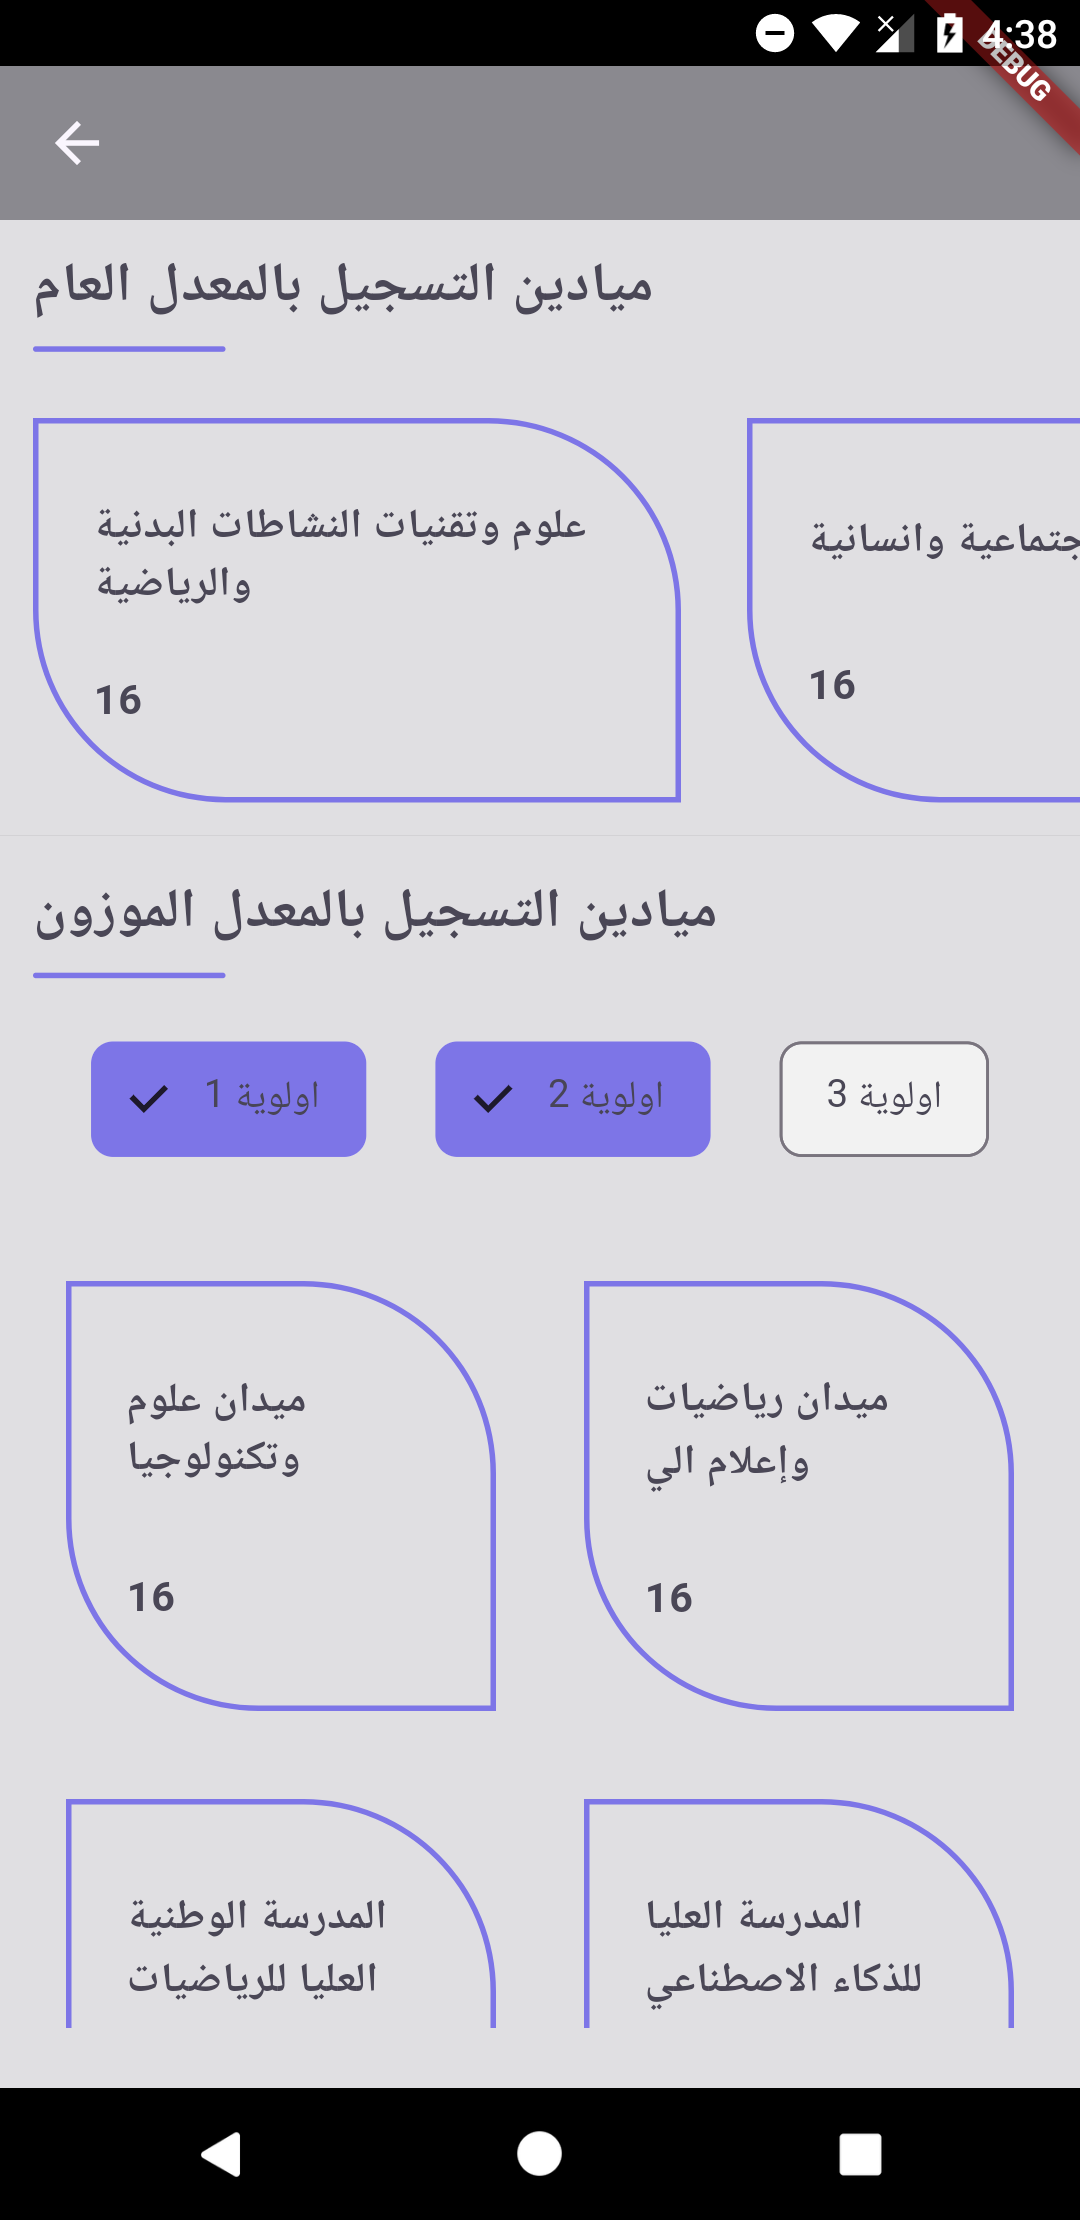 4:38
DEBUG
ميادين التسجيل بالمعدل العام
علوم وتقنيات النشاطات البدنية
والرياضية
16
وانسانية
16
ميادين التسجيل بالمعدل الموزون
اولوية 1
اولوية 2
اولوية 3
ميدان علوم
وتكنولوجيا
16
ميدان رياضيات
وإعلام الي
16
المدرسة الوطنية
العليا للرياضيات
المدرسة العليا
للذكاء الاصطناعي